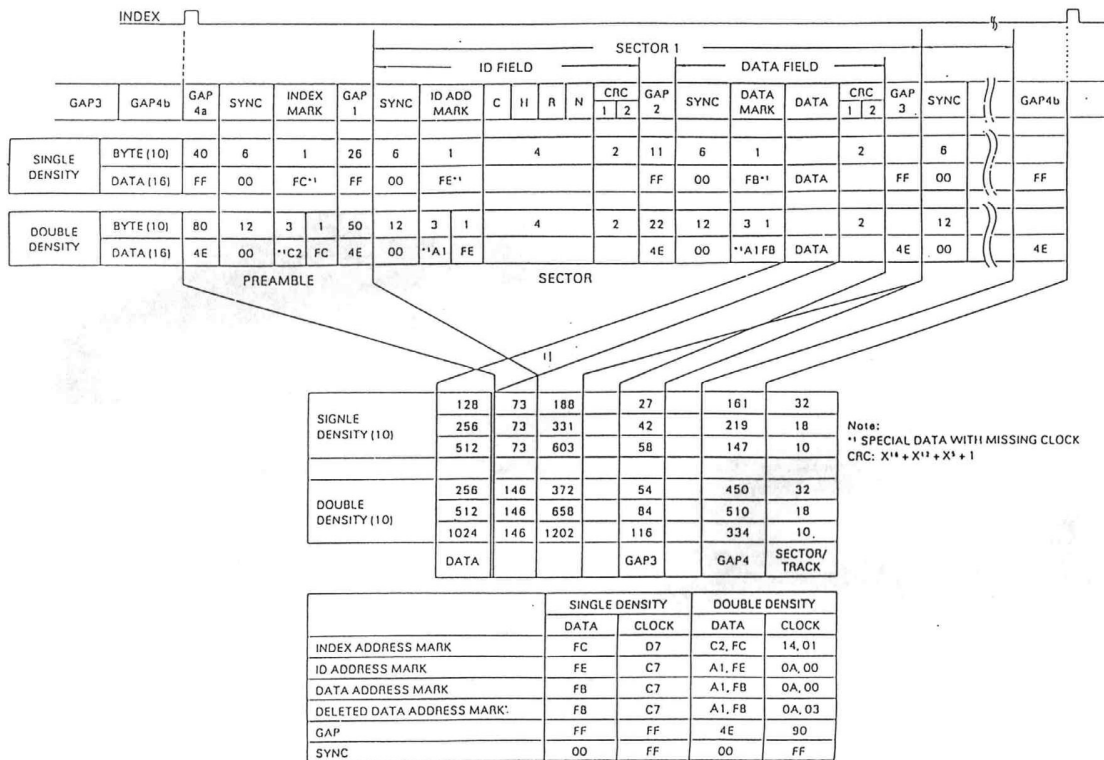 INDEX
SECTOR 1
ID FIELD
DATA FIELD
GAP3 GAP4b GAP 4a SYNC INDEX MARK GAP 1 SYNC ID ADD MARK C H R N CRC 1 2 GAP 2 SYNC DATA MARK DATA CRC 1 2 GAP 3 SYNC GAP4b
SINGLE DENSITY
BYTE (10) 40 6 1 26 6 1 4 2 11 6 1 2 6
DATA (16) FF 00 FC*1 FF 00 FE*1 FF 00 FB*1 DATA FF 00 FF
DOUBLE DENSITY
BYTE (10) 80 12 3 1 50 12 3 1 4 2 22 12 3 1 2 12
DATA (16) 4E 00 *1C2 FC 4E 00 *1A1 FE 4E 00 *1A1 FB DATA 4E 00 4E
PREAMBLE SECTOR
SIGNLE DENSITY (10)
128 73 188 27 161 32
256 73 331 42 219 18
512 73 603 58 147 10
DOUBLE DENSITY (10)
256 146 372 54 450 32
512 146 658 84 510 18
1024 146 1202 116 334 10
DATA GAP3 GAP4 SECTOR/ TRACK
Note:
*1 SPECIAL DATA WITH MISSING CLOCK
CRC: X16 + X12 + X5 + 1
SINGLE DENSITY DOUBLE DENSITY
DATA CLOCK DATA CLOCK
INDEX ADDRESS MARK FC D7 C2, FC 14, 01
ID ADDRESS MARK FE C7 A1, FE 0A, 00
DATA ADDRESS MARK FB C7 A1, FB 0A, 00
DELETED DATA ADDRESS MARK F8 C7 A1, F8 0A, 03
GAP FF FF 4E 90
SYNC 00 FF 00 FF